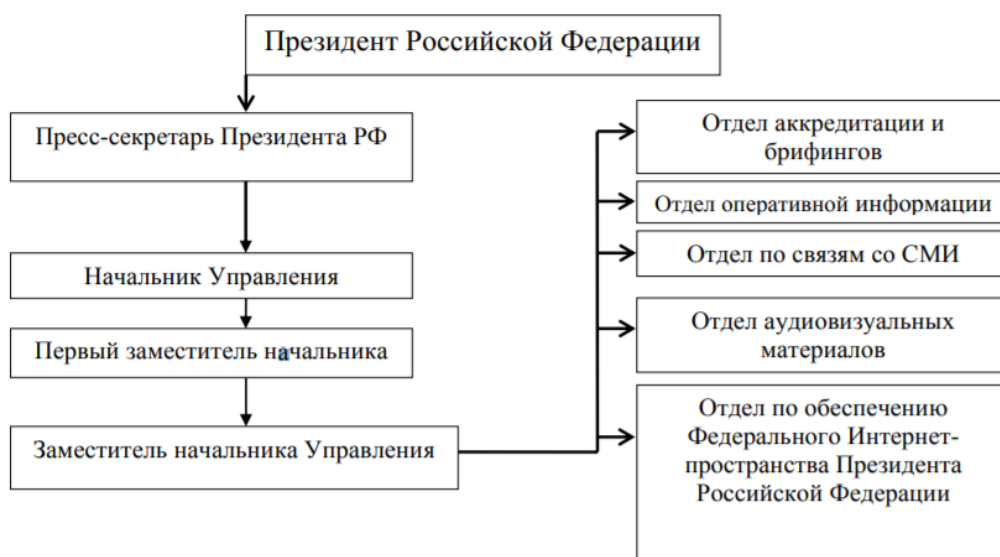 Президент Российской Федерации
Пресс-секретарь Президента РФ
Начальник Управления
Первый заместитель начальника
Заместитель начальника Управления
Отдел аккредитации и
брифингов
Отдел оперативной информации
Отдел по связям со СМИ
Отдел аудиовизуальных
материалов
Отдел по обеспечению
Федерального Интернет-
пространства Президента
Российской Федерации